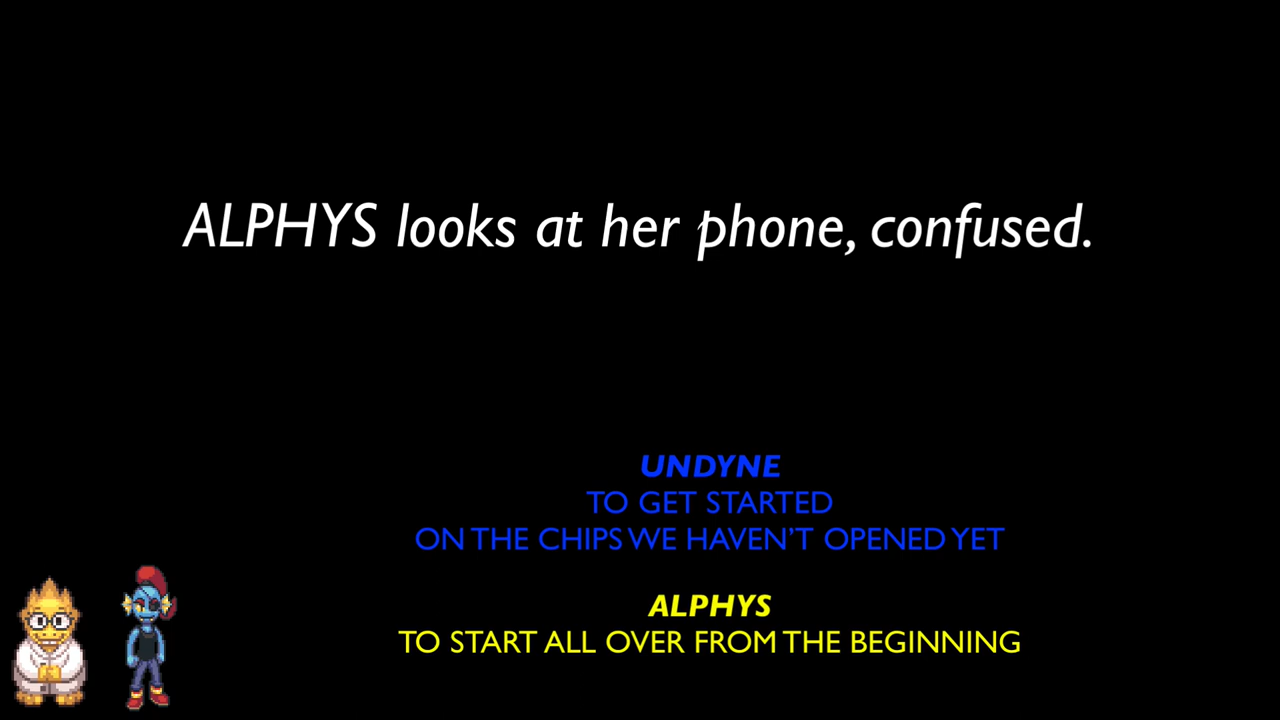 ALPHYS looks at her phone, confused.
UNDYNE
TO GET STARTED
ON THE CHIPS WE HAVEN'T OPENED YET
ALPHYS
TO START ALL OVER FROM THE BEGINNING